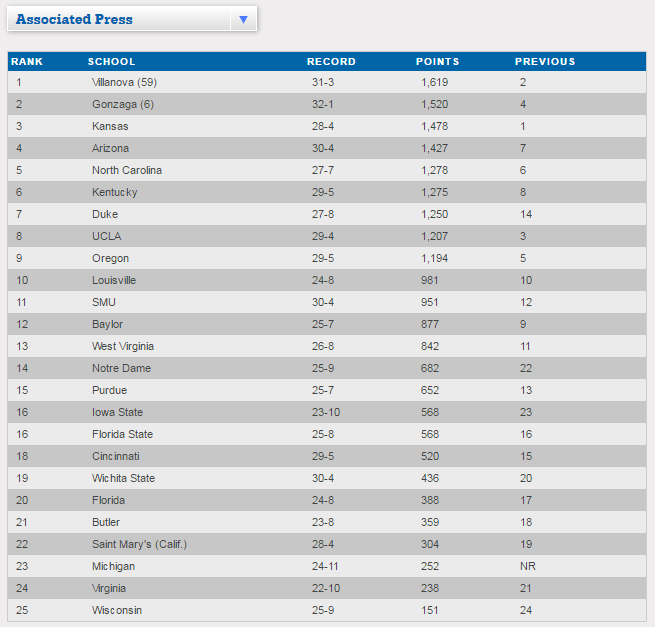 Associated Press
RANK SCHOOL RECORD POINTS PREVIOUS
1 Villanova (59) 31-3 1,619 2
2 Gonzaga (6) 32-1 1,520 4
3 Kansas 28-4 1,478 1
4 Arizona 30-4 1,427 7
5 North Carolina 27-7 1,278 6
6 Kentucky 29-5 1,275 8
7 Duke 27-8 1,250 14
8 UCLA 29-4 1,207 3
9 Oregon 29-5 1,194 5
10 Louisville 24-8 981 10
11 SMU 30-4 951 12
12 Baylor 25-7 877 9
13 West Virginia 26-8 842 11
14 Notre Dame 25-9 682 22
15 Purdue 25-7 652 13
16 Iowa State 23-10 568 23
16 Florida State 25-8 568 16
18 Cincinnati 29-5 520 15
19 Wichita State 30-4 436 20
20 Florida 24-8 388 17
21 Butler 23-8 359 18
22 Saint Mary's (Calif.) 28-4 304 19
23 Michigan 24-11 252 NR
24 Virginia 22-10 238 21
25 Wisconsin 25-9 151 24